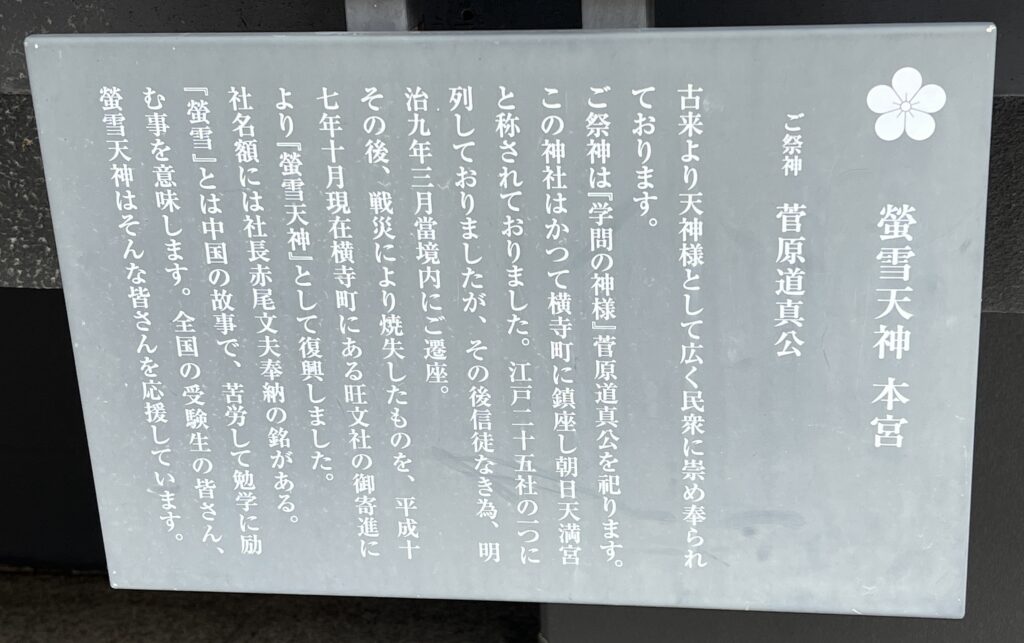 螢雪天神 本宮
ご祭神 菅原道真公
古来より天神様として広く民衆に崇め奉られ
ております。
ご祭神は『学問の神様』菅原道真公を祀ります。
この神社はかつて横寺町に鎮座し朝日天満宮
と称されておりました。江戸二十五社の一つに
列しておりましたが、その後信徒なき為、明
治九年三月當境内にご遷座。
その後、戦災により焼失したものを、平成十
七年十月現在横寺町にある旺文社の御寄進に
より『螢雪天神』として復興しました。
社名額には社長赤尾文夫奉納の銘がある。
『螢雪』とは中国の故事で、苦労して勉学に励
む事を意味します。全国の受験生の皆さん、
螢雪天神はそんな皆さんを応援しています。